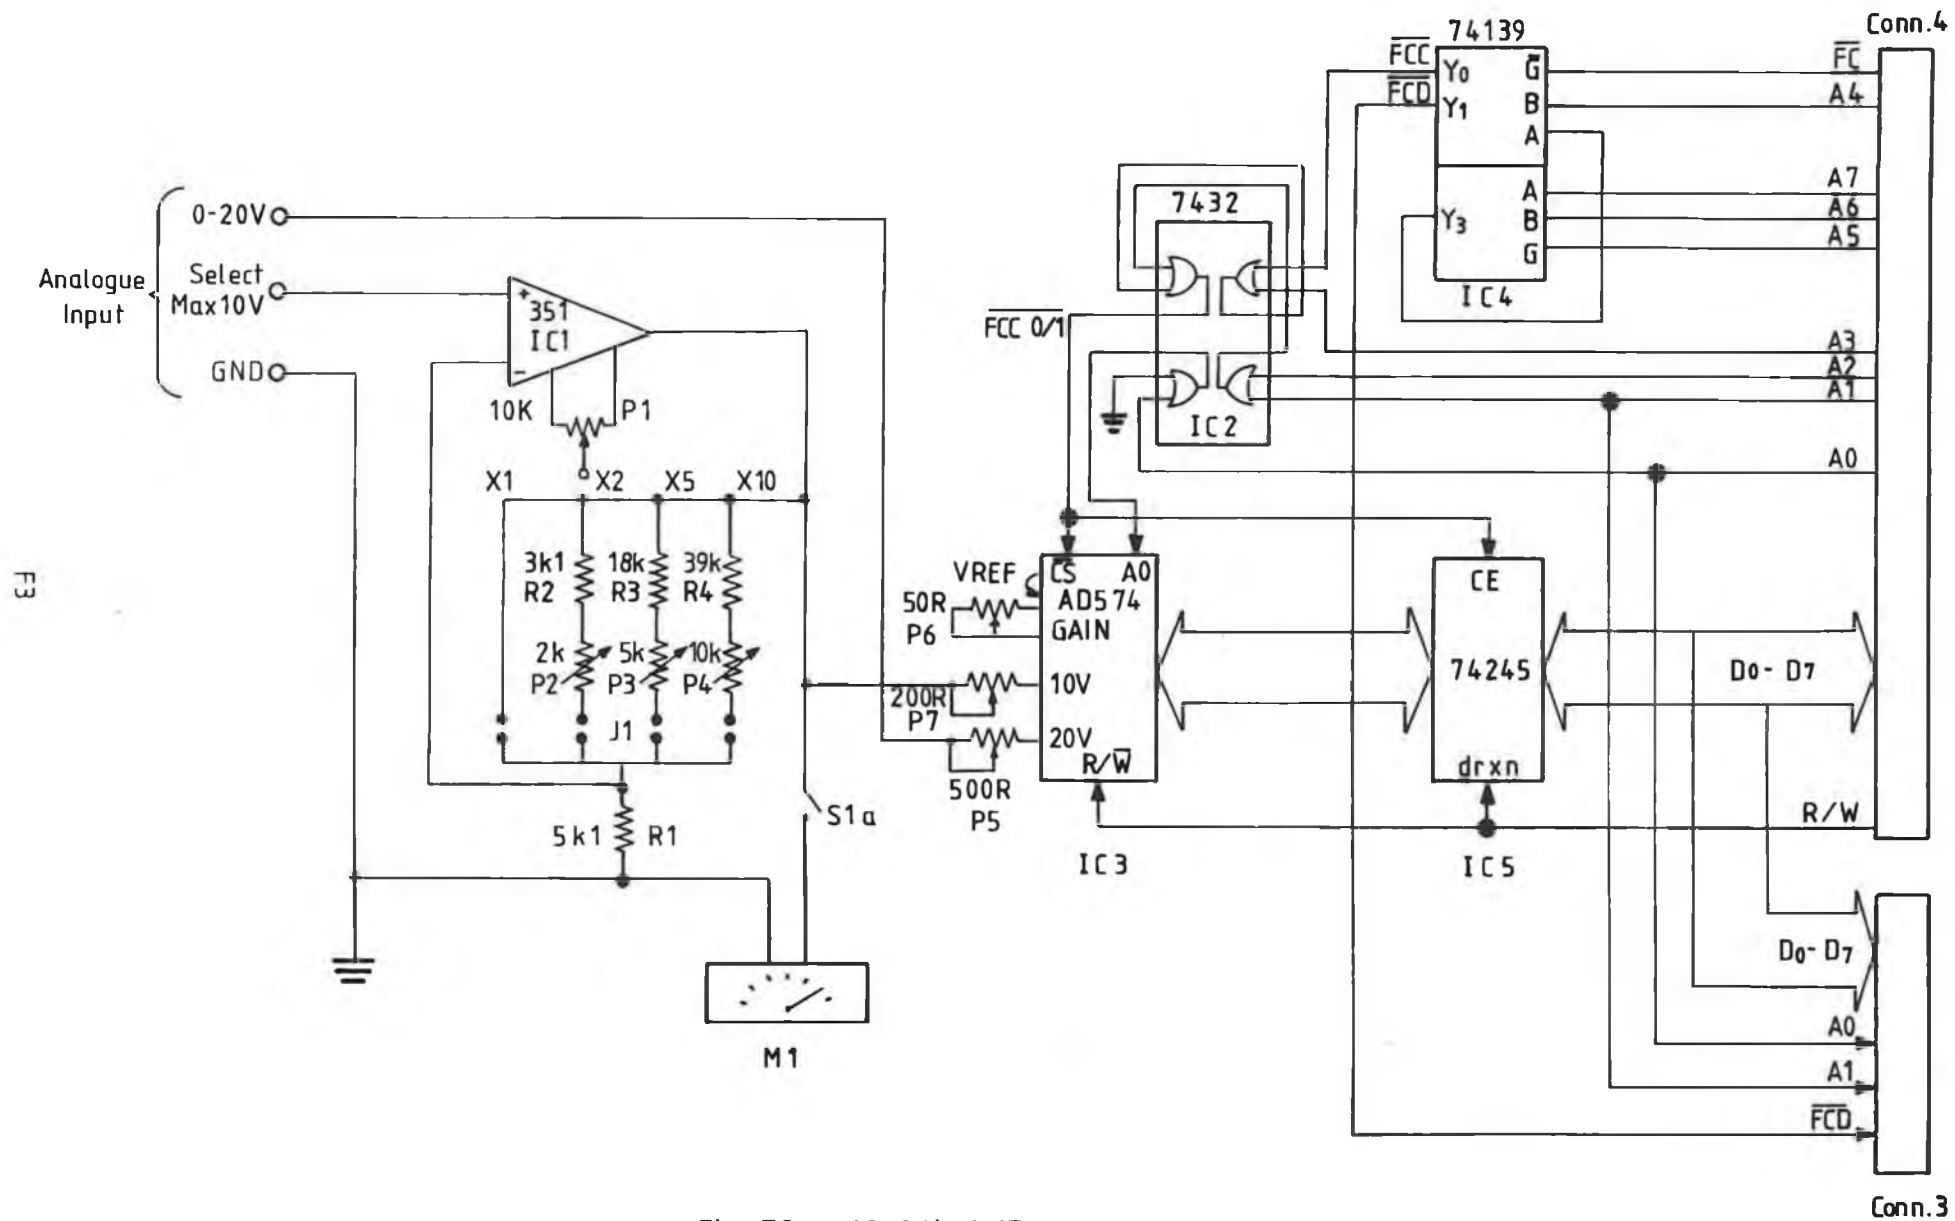 Conn.4
74139
FCC
Y0
G
FC
FCD
Y1
B
A4
A
A
A7
Y3
B
A6
G
A5
IC4
7432
FCC 0/1
A3
A2
A1
IC2
A0
Analogue
Input
0-20V
Select
Max10V
GND
+
351
IC1
-
10K
P1
X1
X2
X5
X10
3k1
R2
18k
R3
39k
R4
2k
P2
5k
P3
10k
P4
J1
5k1
R1
S1a
M1
VREF
50R
P6
200R
P7
500R
P5
CS
A0
AD574
GAIN
10V
20V
R/W
IC3
CE
74245
drxn
IC5
D0- D7
R/W
D0- D7
A0
A1
FCD
Conn.3
F3